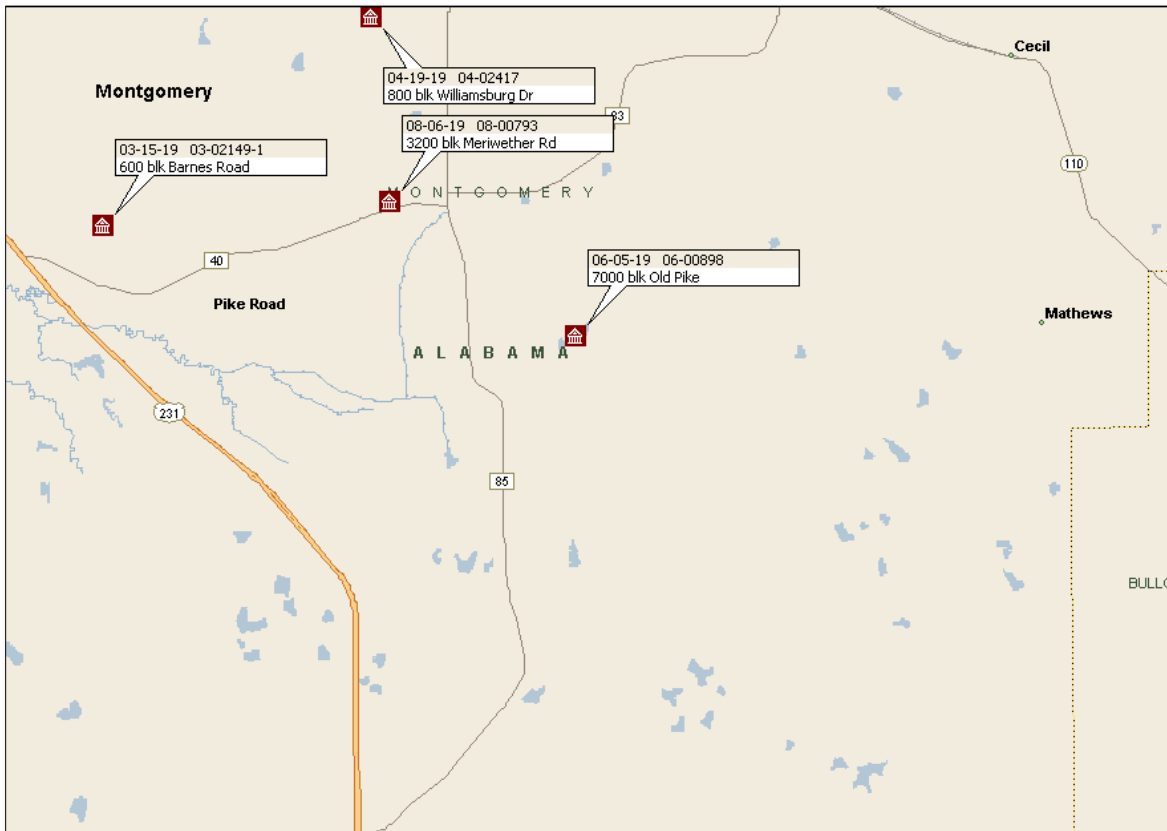 Cecil
04-19-19 04-02417
800 blk Williamsburg Dr
Montgomery
83
08-06-19 08-00793
3200 blk Meriwether Rd
03-15-19 03-02149-1
600 blk Barnes Road
110
MONTGOMERY
40
06-05-19 06-00898
7000 blk Old Pike
Pike Road
Mathews
ALABAMA
231
85
BULLO